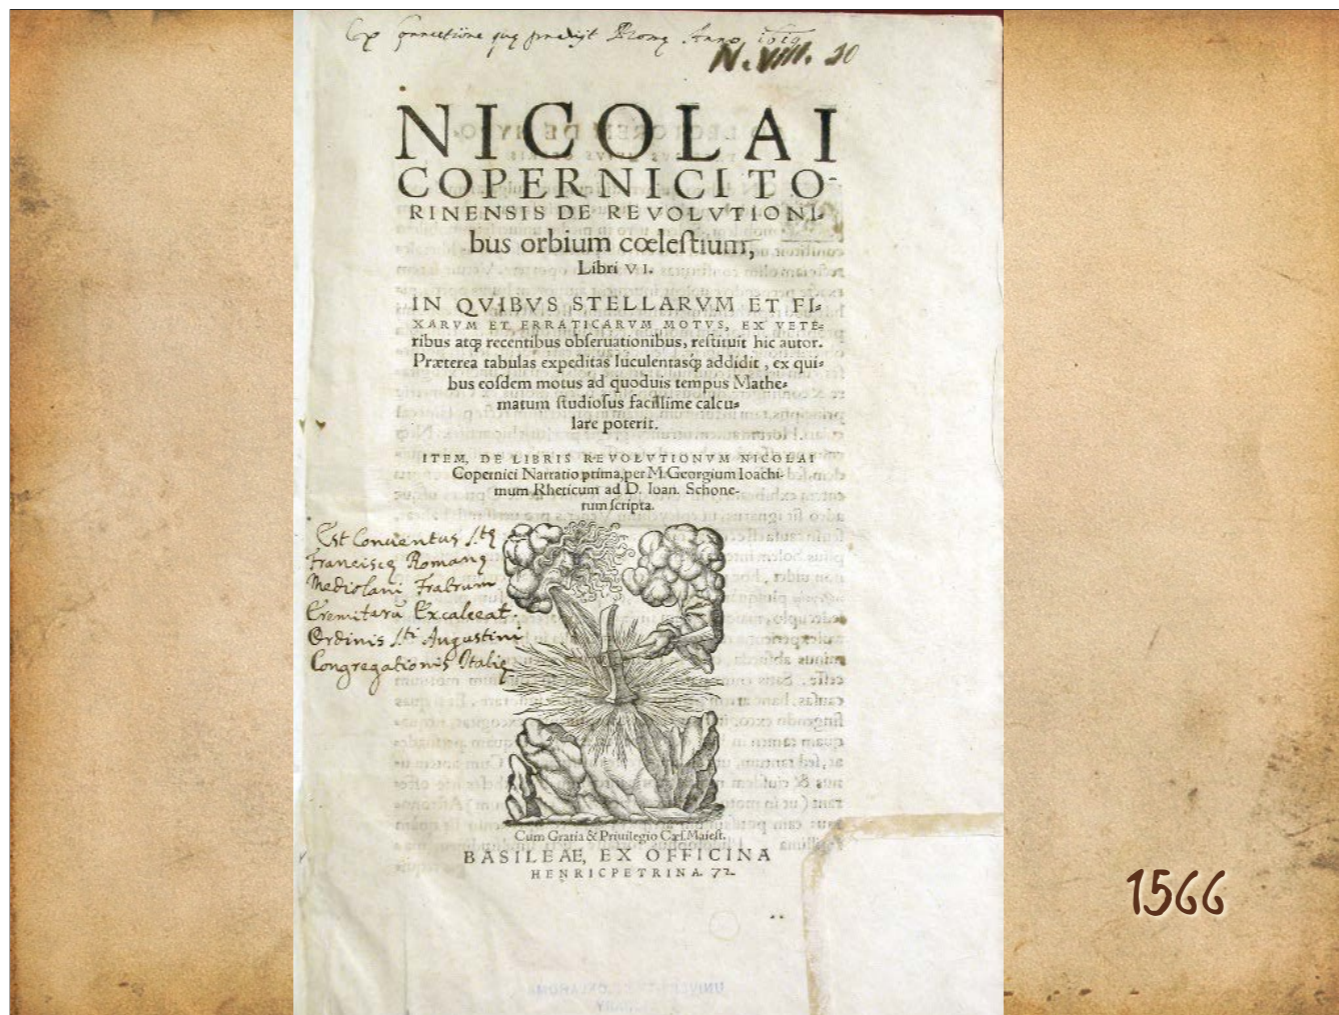 N. VIII. 20
NICOLAI
COPERNICI TO-
RINENSIS DE REVOLVTIONI-
bus orbium cœleſtium,
Libri VI.
IN QVIBVS STELLARVM ET FI-
XARVM ET ERRATICARVM MOTVS, EX VETE-
ribus atq; recentibus obſeruationibus, reſtituit hic autor.
Præterea tabulas expeditas luculentasq́; addidit, ex qui-
bus eoſdem motus ad quoduis tempus Mathe-
matum ſtudioſus facillime calcu-
lare poterit.
ITEM, DE LIBRIS REVOLVTIONVM NICOLAI
Copernici Narratio prima, per M. Georgium Ioachi-
mum Rheticum ad D. Ioan. Schone-
rum ſcripta.
Est Conuentus S.ti
Francisci Romanę
Mediolani Fratrum
Eremitarū Excalceat.
Ordinis S.ti Augustini
Congregationis Italię
Cum Gratia & Priuilegio Cæſ. Maieſt.
BASILEAE, EX OFFICINA
HENRICPETRINA.
1566